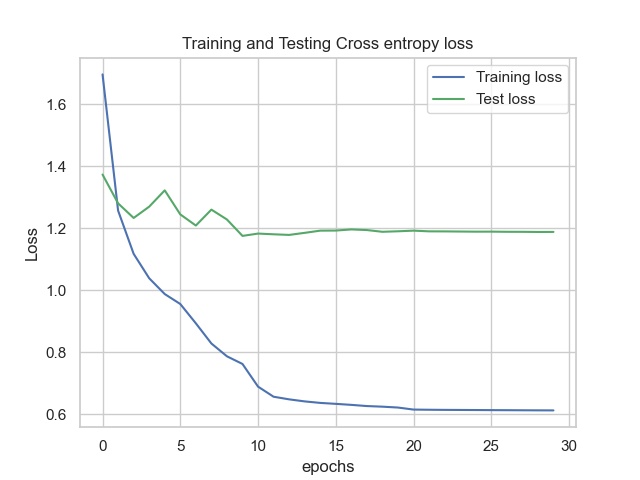 Training and Testing Cross entropy loss
Training loss
Test loss
1.6
1.4
1.2
1.0
0.8
0.6
Loss
0 5 10 15 20 25 30
epochs